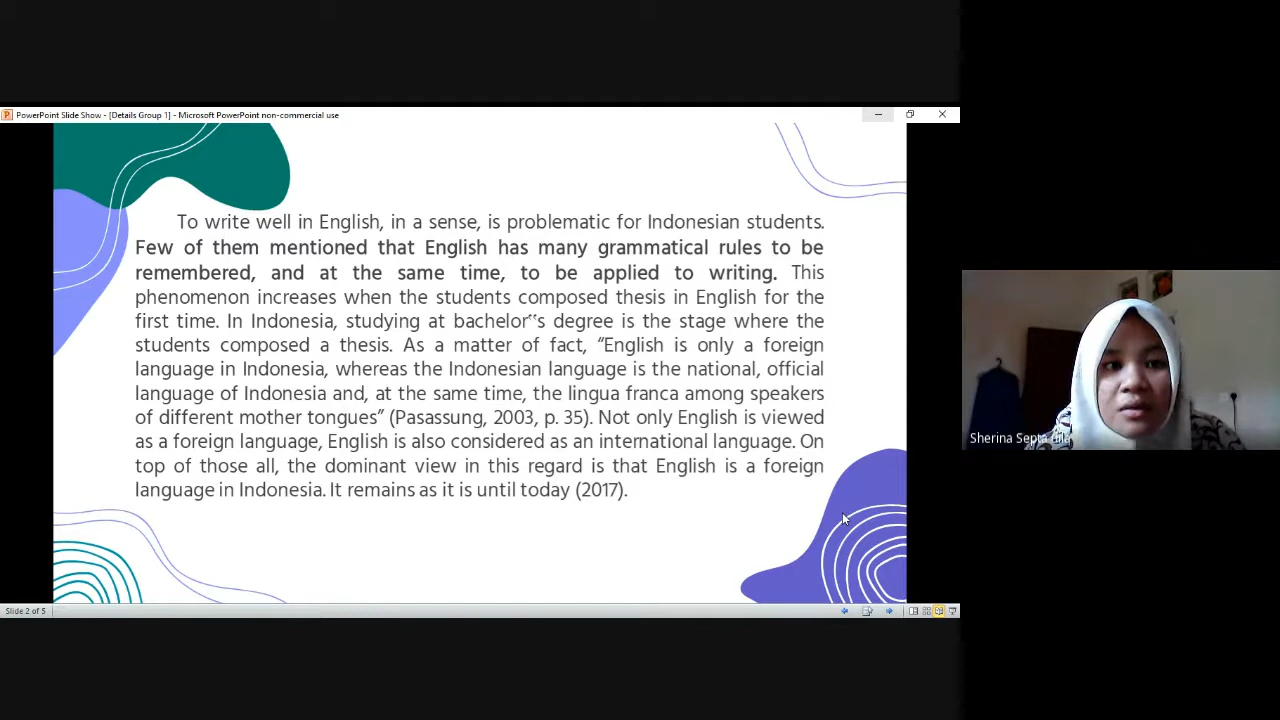 PowerPoint Slide Show - [Details Group 1] - Microsoft PowerPoint non-commercial use
To write well in English, in a sense, is problematic for Indonesian students.
Few of them mentioned that English has many grammatical rules to be
remembered, and at the same time, to be applied to writing. This
phenomenon increases when the students composed thesis in English for the
first time. In Indonesia, studying at bachelor‟s degree is the stage where the
students composed a thesis. As a matter of fact, “English is only a foreign
language in Indonesia, whereas the Indonesian language is the national, official
language of Indonesia and, at the same time, the lingua franca among speakers
of different mother tongues” (Pasasung, 2003, p. 35). Not only English is viewed
as a foreign language, English is also considered as an international language. On
top of those all, the dominant view in this regard is that English is a foreign
language in Indonesia. It remains as it is until today (2017).
Sherina Septa dila
Slide 2 of 5